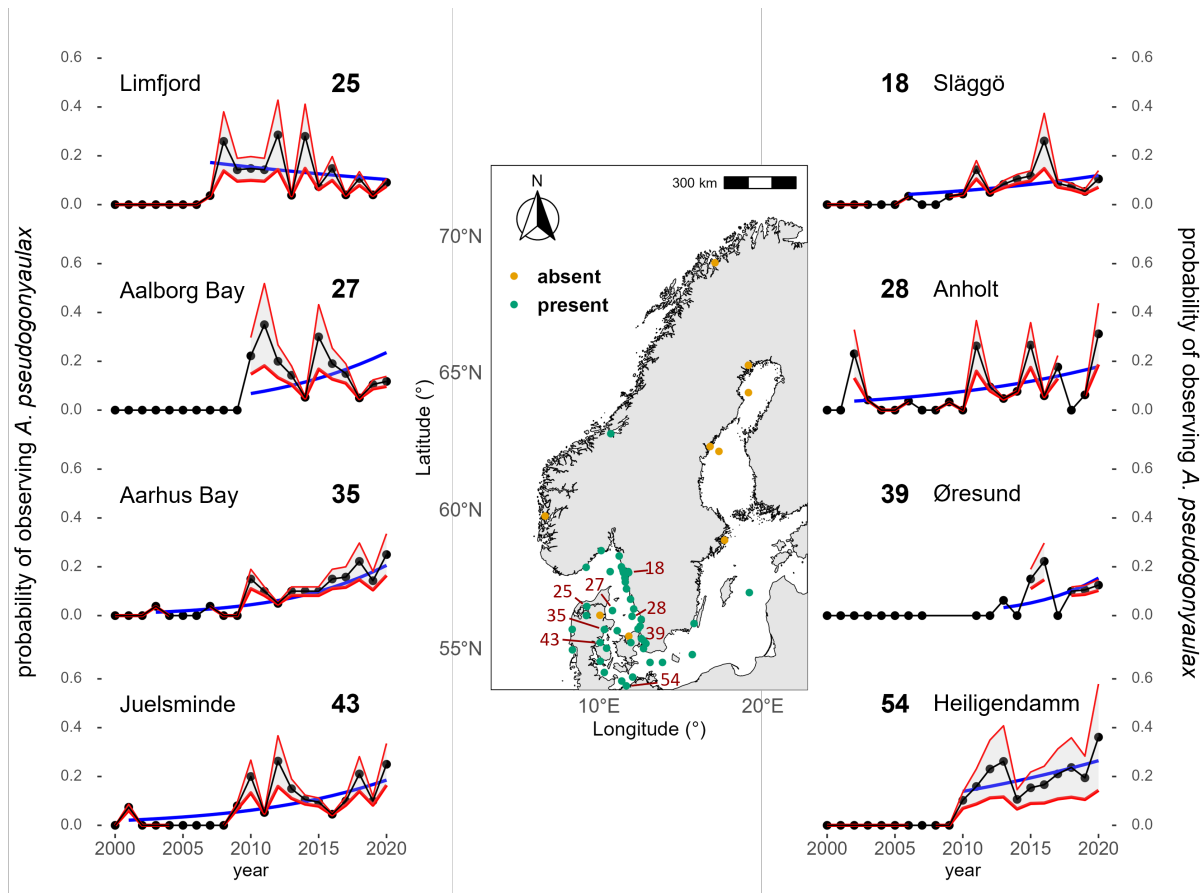 probability of observing A. pseudogonyaulax
0.6
Limfjord 25
0.4
0.2
0.0
0.6
Aalborg Bay 27
0.4
0.2
0.0
0.6
Aarhus Bay 35
0.4
0.2
0.0
0.6
Juelsminde 43
0.4
0.2
0.0
2000 2005 2010 2015 2020
year
N
300 km
absent
present
Latitude (°)
70°N
65°N
60°N
55°N
18
27
25
28
35
43
39
54
10°E 20°E
Longitude (°)
0.6
18 Släggö
0.4
0.2
0.0
0.6
28 Anholt
0.4
0.2
0.0
0.6
39 Øresund
0.4
0.2
0.0
0.6
54 Heiligendamm
0.4
0.2
0.0
2000 2005 2010 2015 2020
year
probability of observing A. pseudogonyaulax